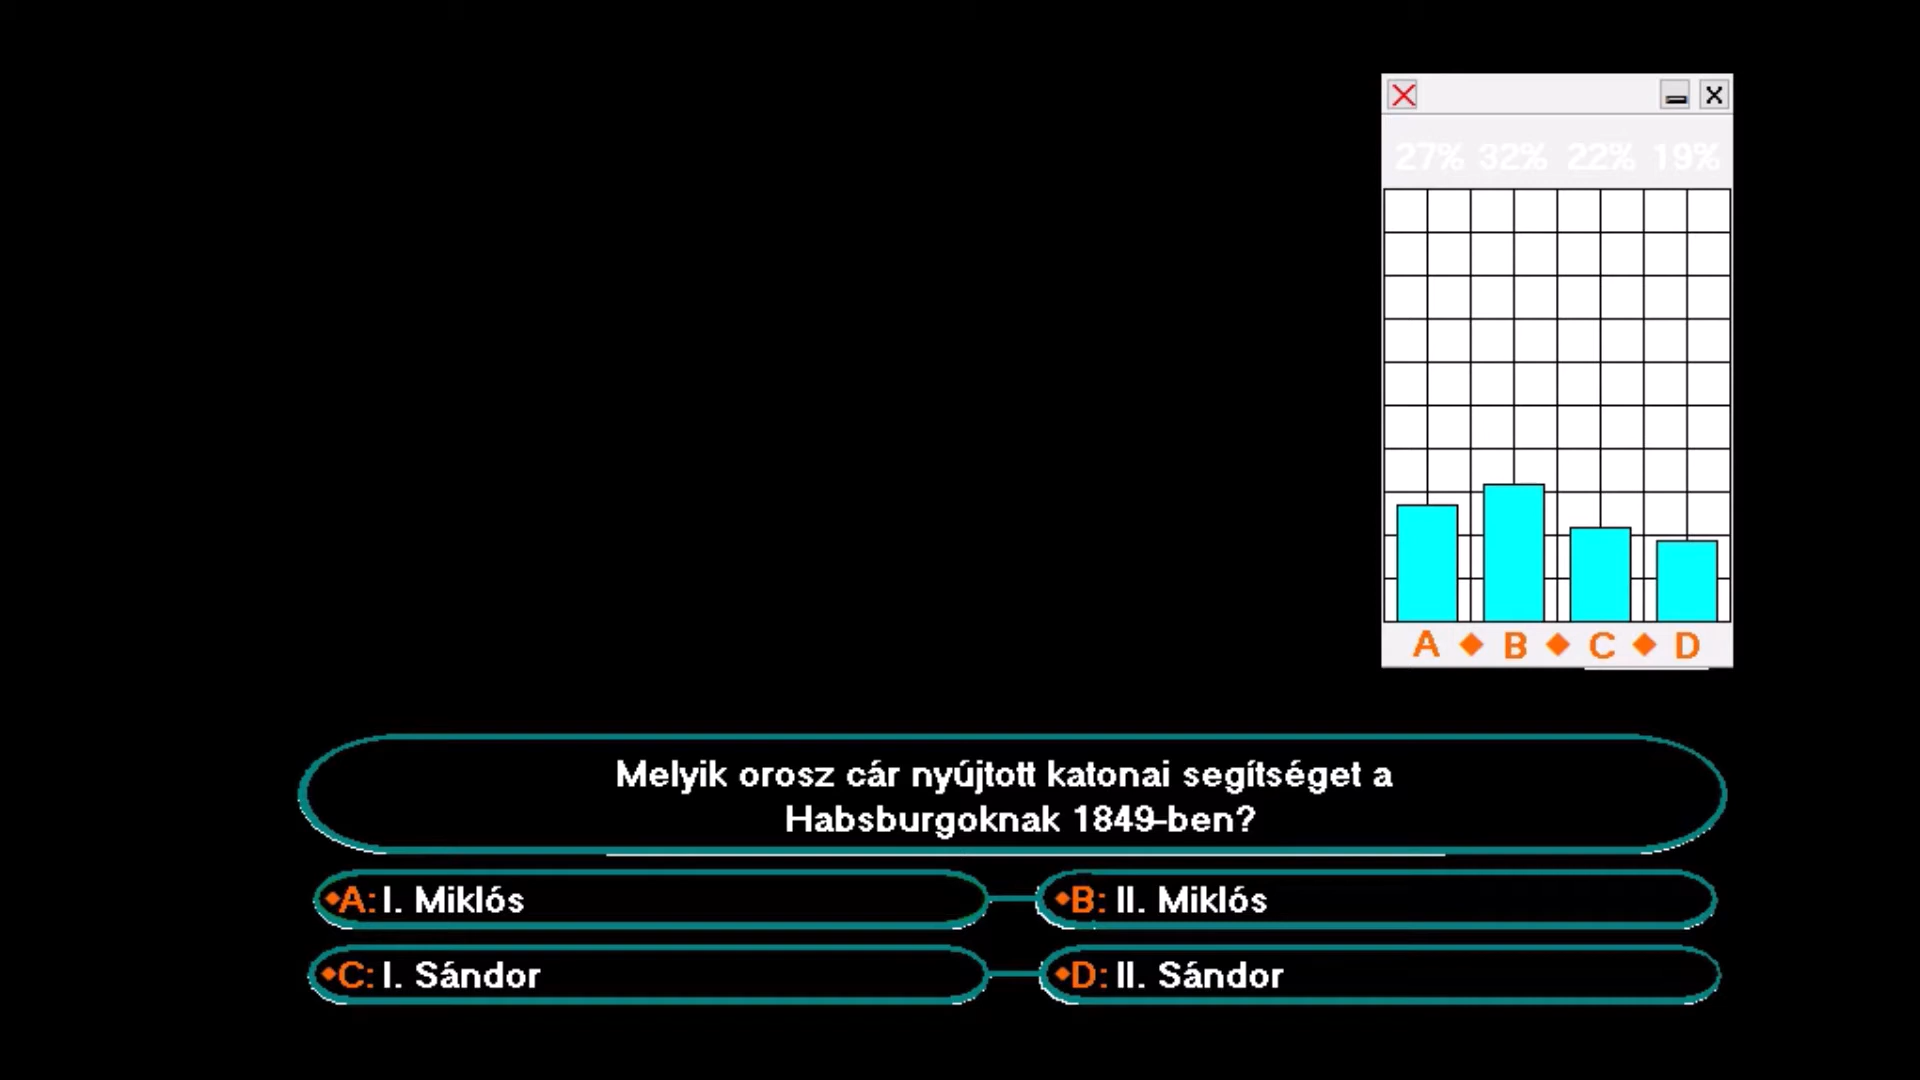 27% 32% 22% 19%
A ◆ B ◆ C ◆ D
Melyik orosz cár nyújtott katonai segítséget a
Habsburgoknak 1849-ben?
◆A: I. Miklós
◆B: II. Miklós
◆C: I. Sándor
◆D: II. Sándor